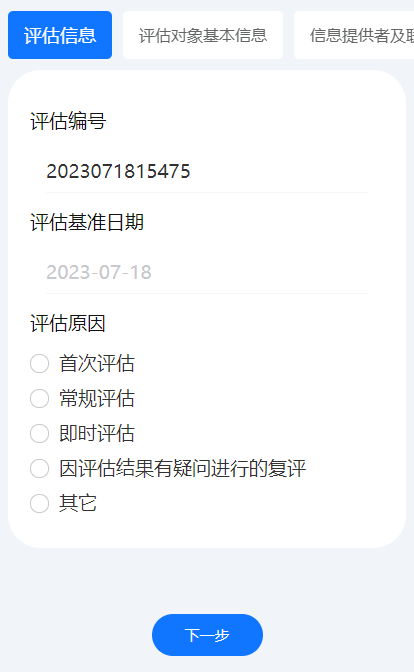 评估信息
评估对象基本信息
信息提供者及联
评估编号
2023071815475
评估基准日期
2023-07-18
评估原因
首次评估
常规评估
即时评估
因评估结果有疑问进行的复评
其它
下一步